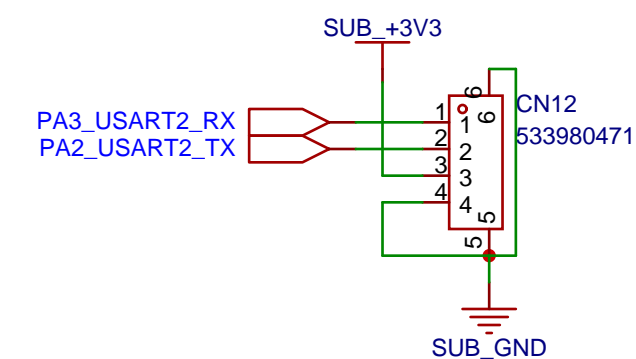 SUB_+3V3
PA3_USART2_RX
PA2_USART2_TX
1
2
3
4
1
2
3
4
6
6
5
5
CN12
533980471
SUB_GND